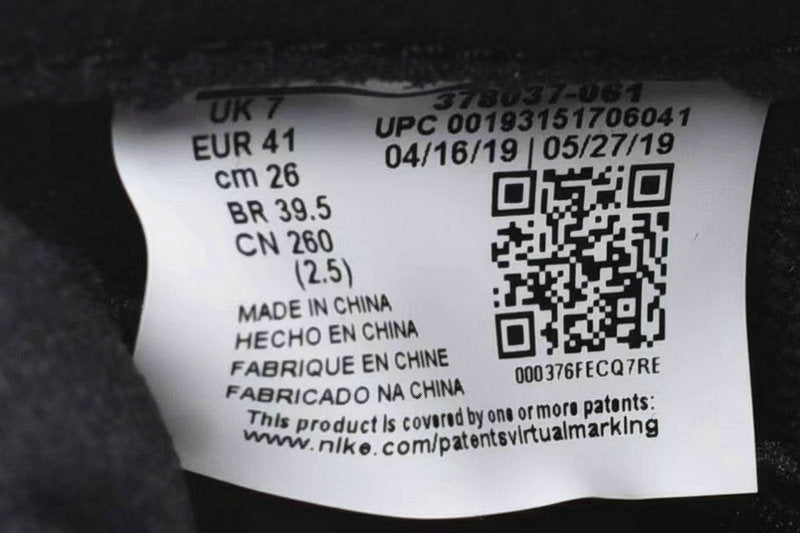 UK 7
EUR 41
cm 26
BR 39.5
CN 260
(2.5)
378037-061
UPC 00193151706041
04/16/19 | 05/27/19
000376FECQ7RE
MADE IN CHINA
HECHO EN CHINA
FABRIQUE EN CHINE
FABRICADO NA CHINA
This product is covered by one or more patents:
www.nike.com/patentsvirtualmarking